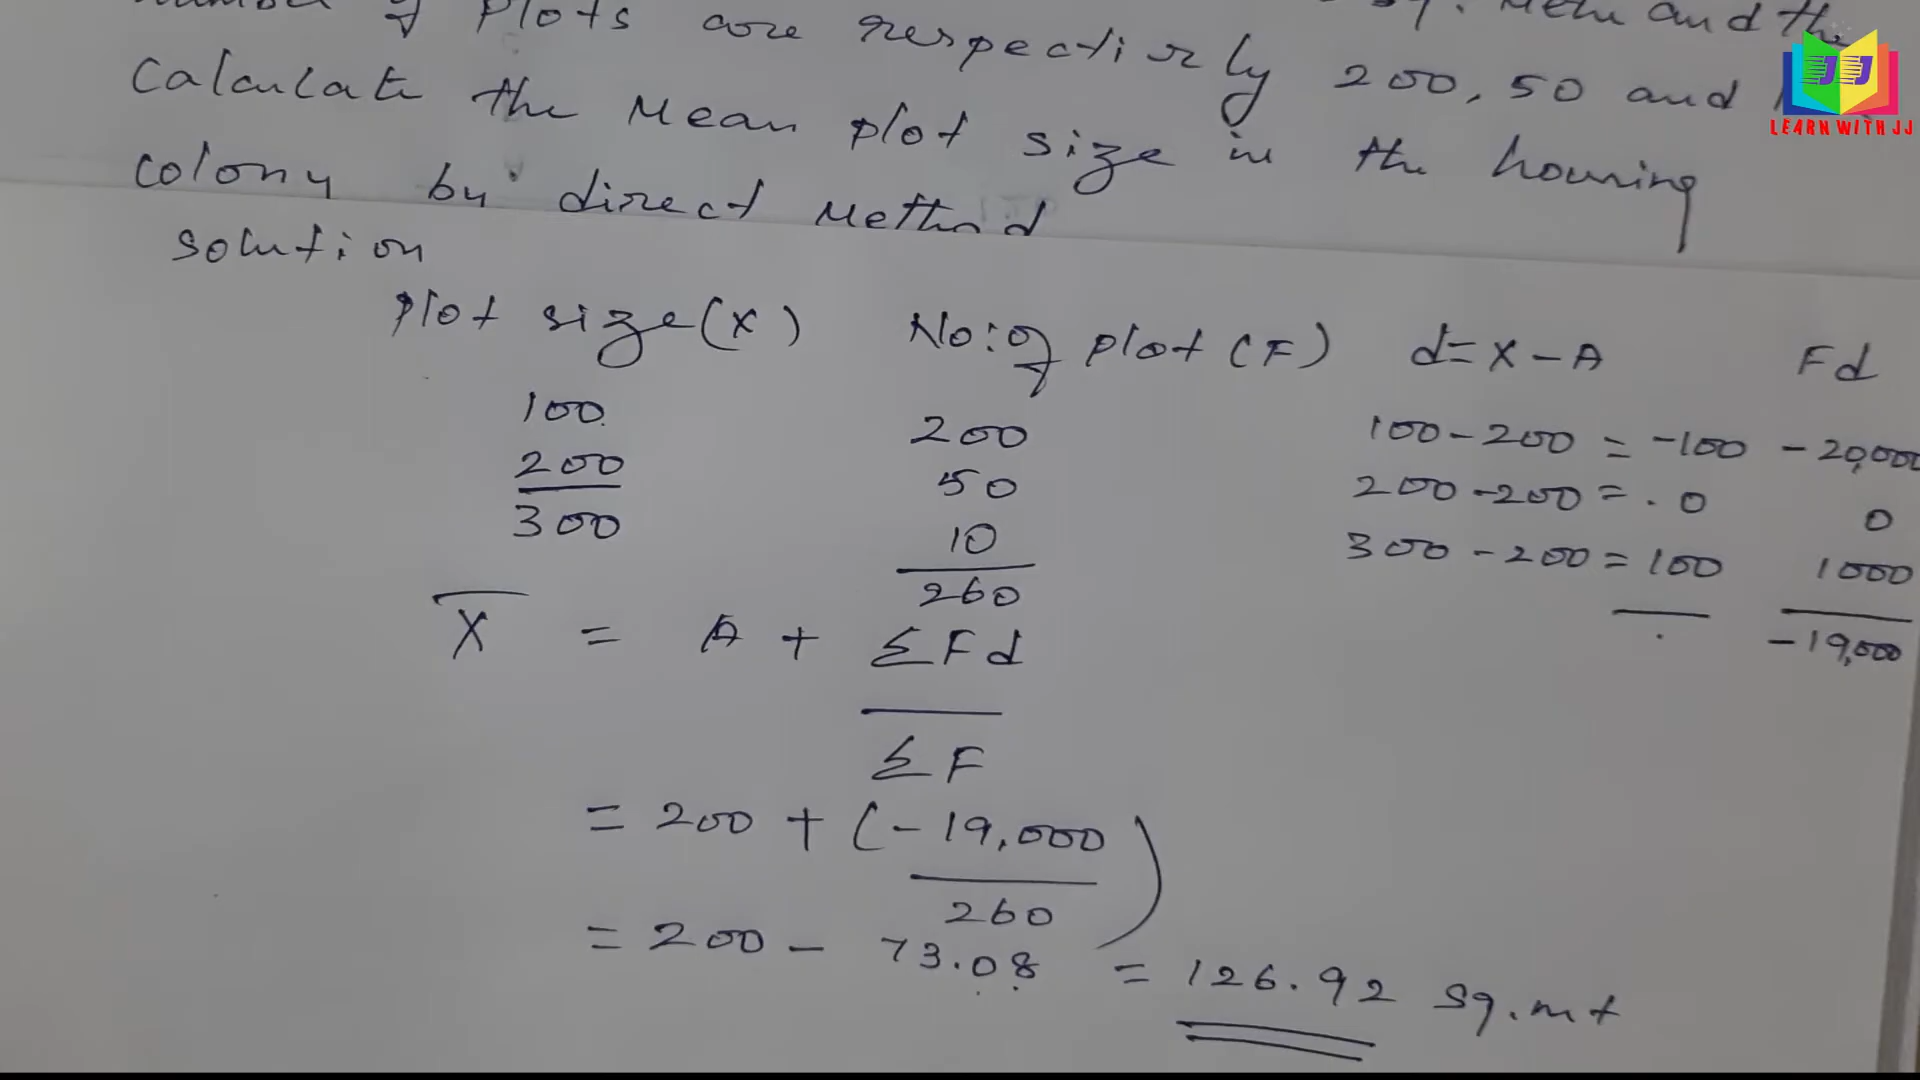 of Plots are respectively 200, 50 and
Calculate the Mean plot size in the housing
colony by direct Method
solution
Plot size(X) No: of plot (F) d=X-A Fd
100 200 100-200 = -100 -20,000
200 50 200-200 = 0 0
300 10 300-200 = 100 1000
260 -19,000
X = A + ΣFd
ΣF
= 200 + (-19,000
260)
= 200 - 73.08 = 126.92 Sq.mt
JJ
LEARN WITH JJ